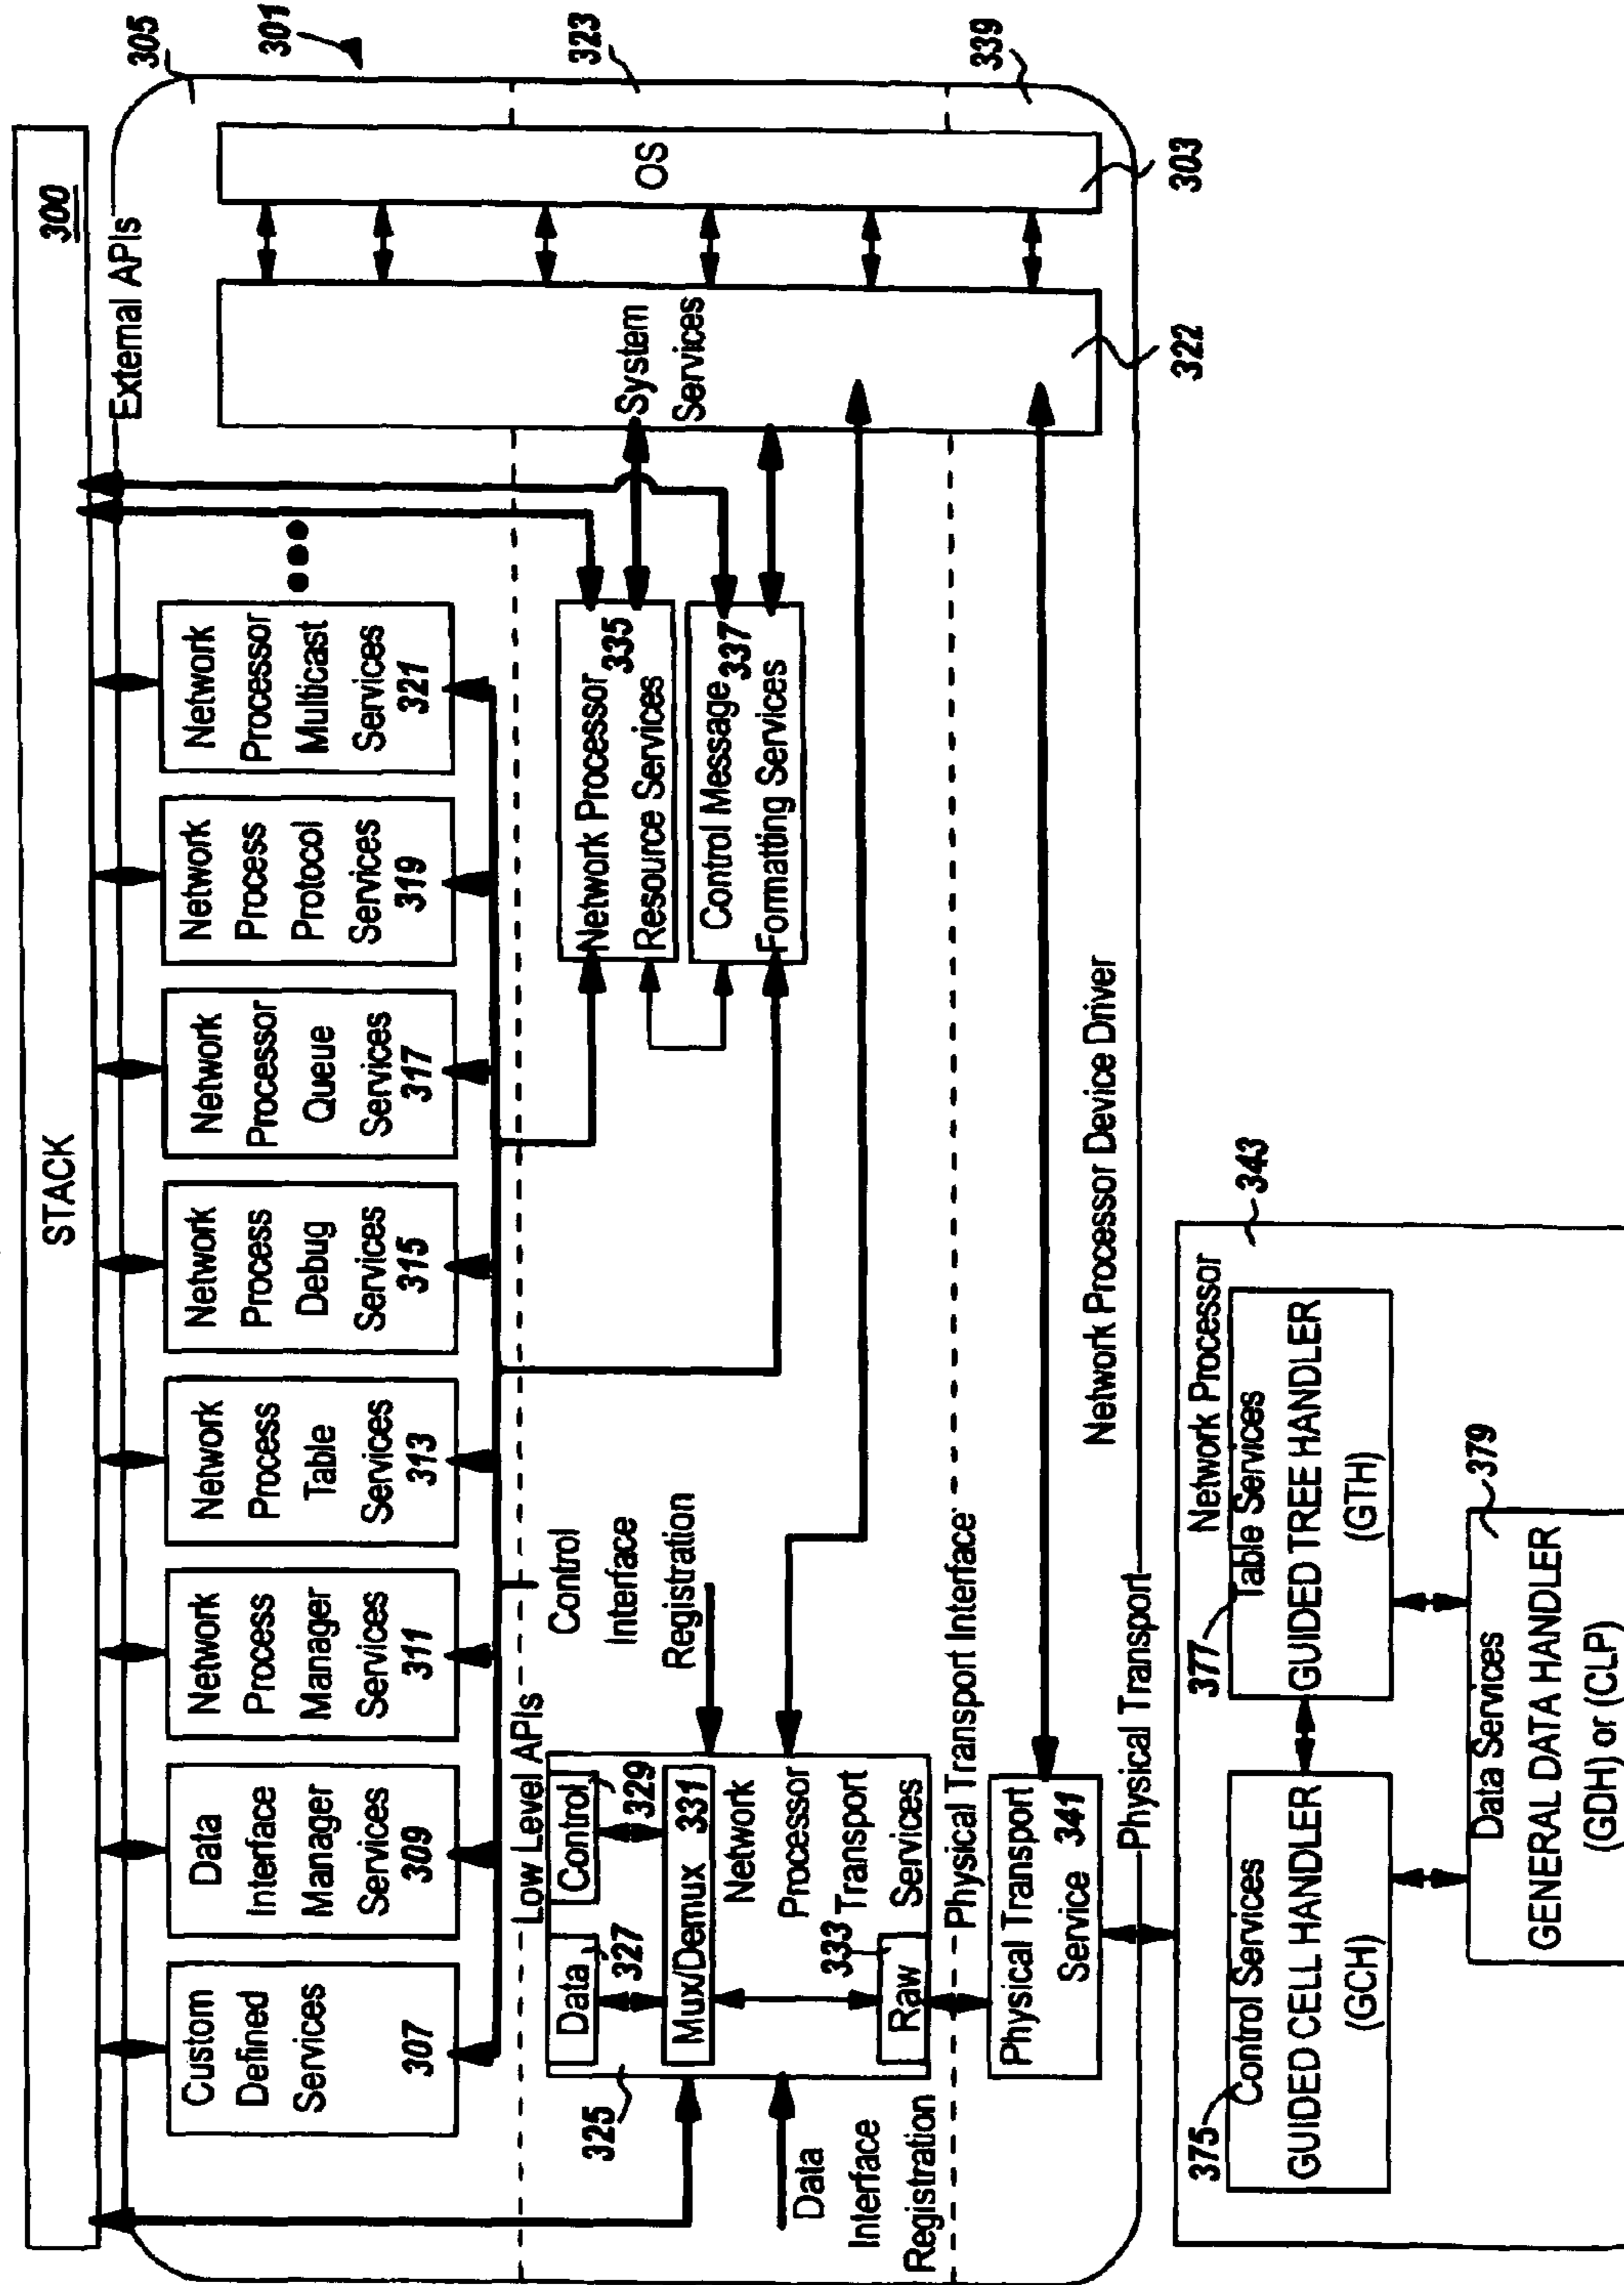 STACK
300
External APIs
305
301
323
339
Custom
Defined
Services
307
Data
Interface
Manager
Services
309
Network
Process
Manager
Services
311
Network
Process
Table
Services
313
Network
Process
Debug
Services
315
Network
Processor
Queue
Services
317
Network
Process
Protocol
Services
319
Network
Processor
Multicast
Services
321
System
Services
322
OS
303
Low Level APIs
Control
Interface
Registration
325
Data
327
Control
329
Mux/Demux 331
Network
Processor
Transport
Services
333
Raw
Data
Interface
Registration
Network Processor
335
Resource Services
Control Message
337
Formatting Services
Physical Transport Interface
Physical Transport
Service 341
Network Processor Device Driver
Physical Transport
Network Processor
343
375
Control Services
GUIDED CELL HANDLER
(GCH)
377
Table Services
GUIDED TREE HANDLER
(GTH)
379
Data Services
GENERAL DATA HANDLER
(GDH) or (CLP)